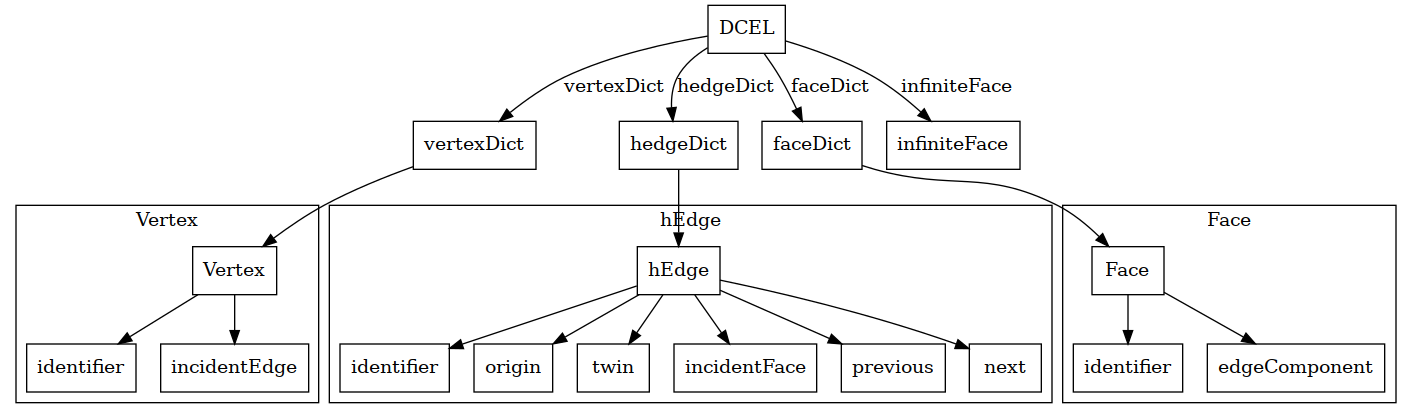 DCEL
vertexDict
hedgeDict
faceDict
infiniteFace
vertexDict
hedgeDict
faceDict
infiniteFace
Vertex
hEdge
Face
Vertex
hEdge
Face
identifier
incidentEdge
identifier
origin
twin
incidentFace
previous
next
identifier
edgeComponent